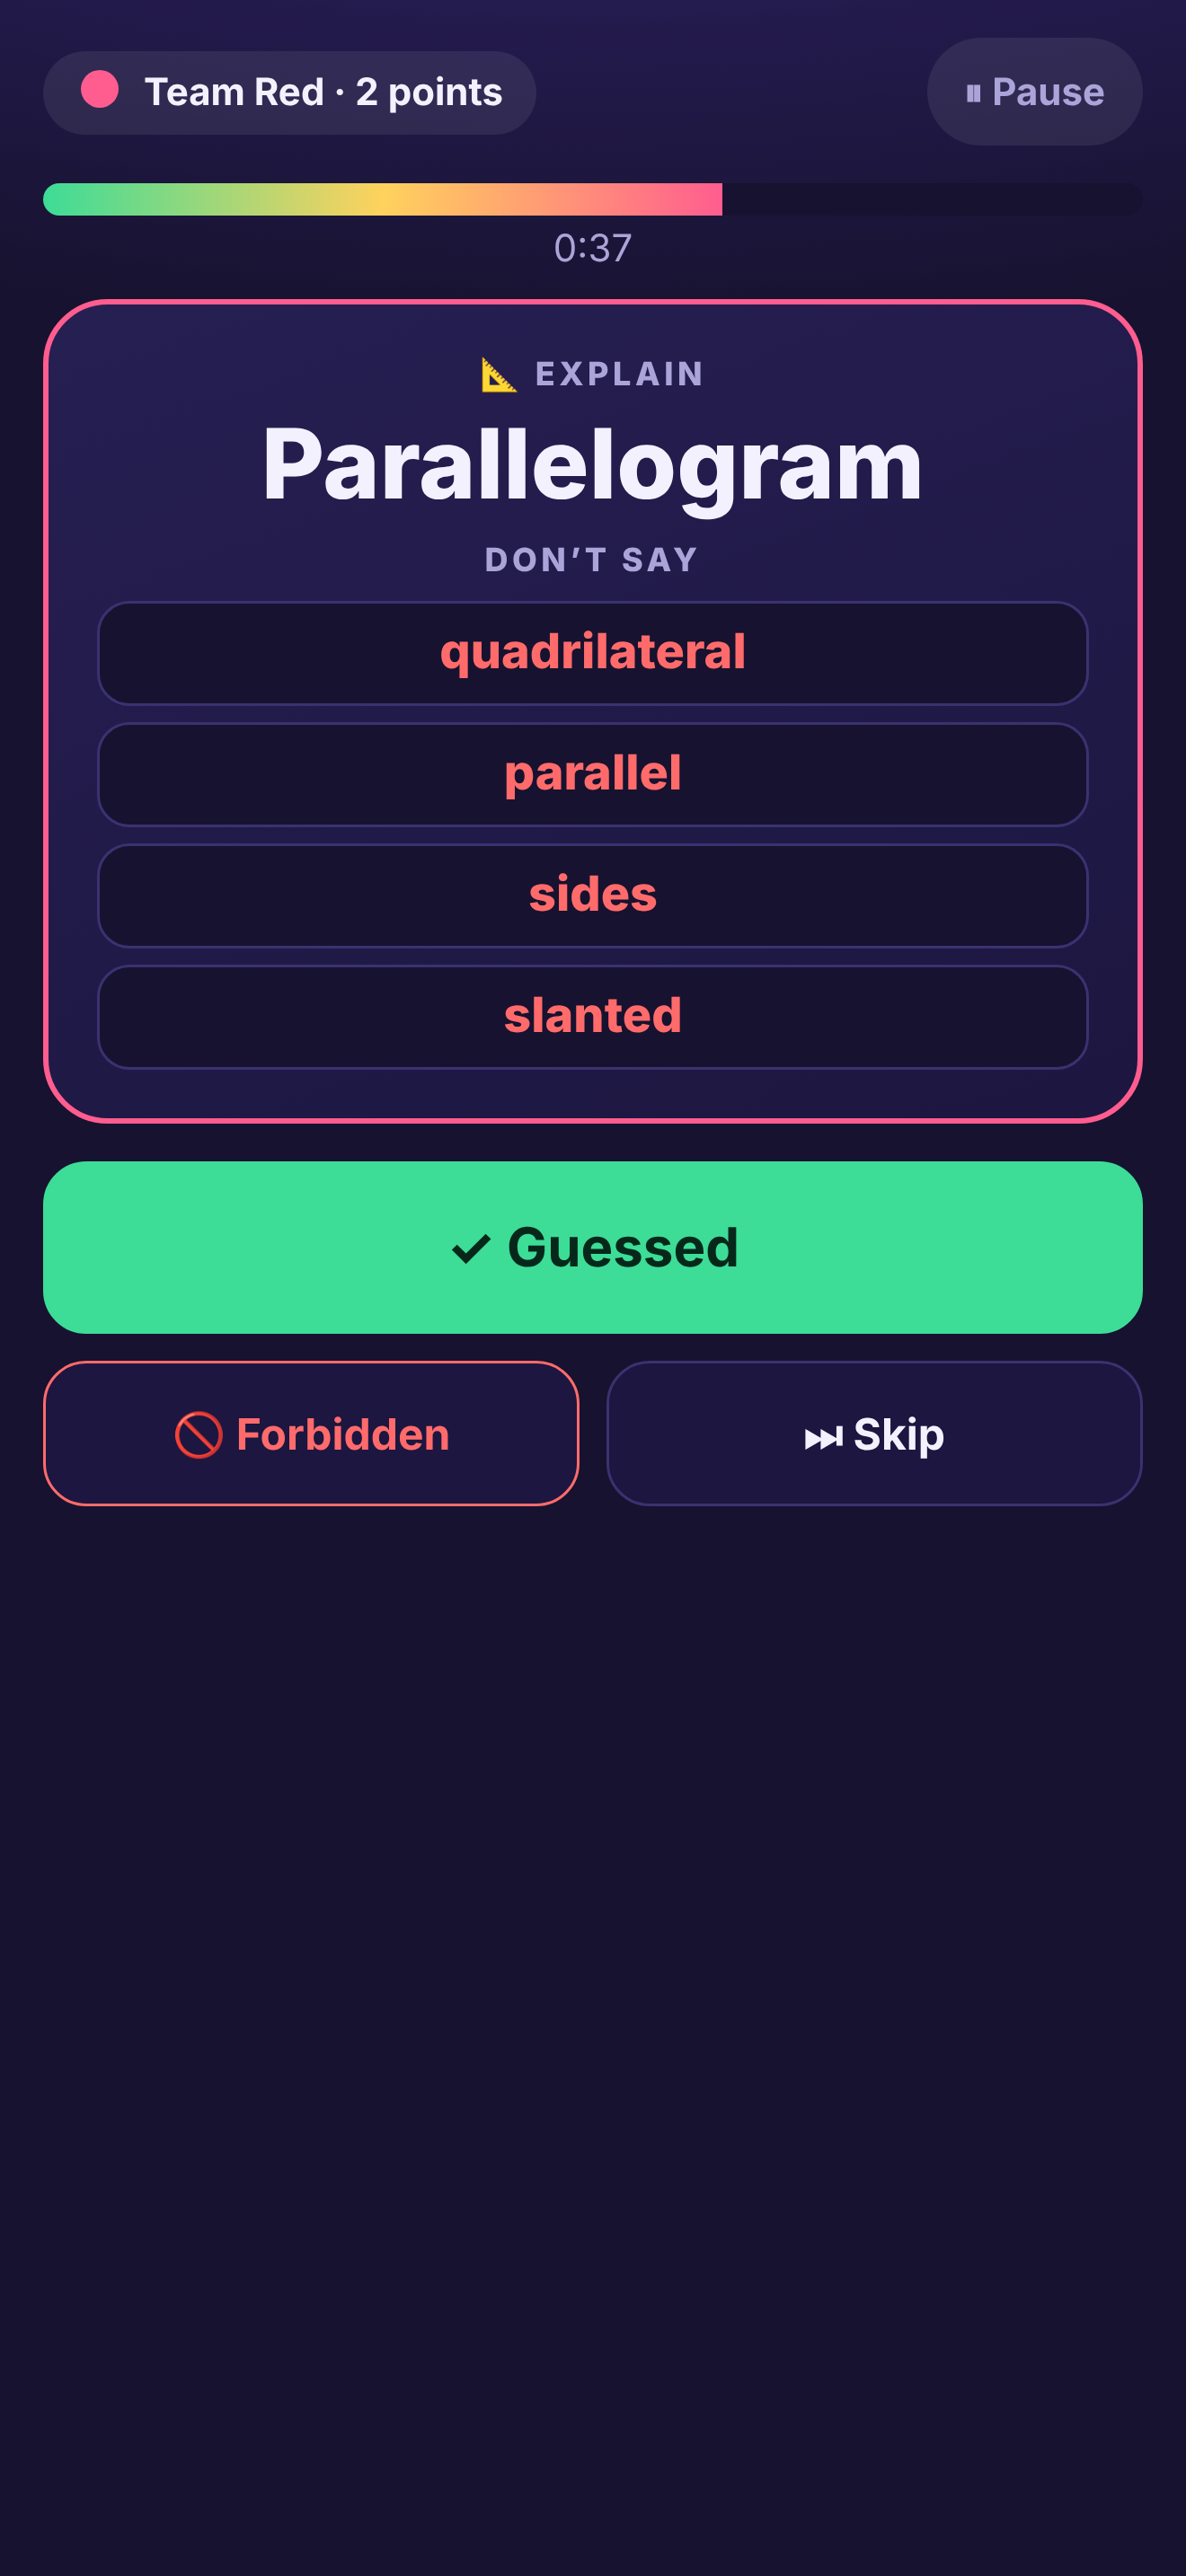 Team Red · 2 points
⏸ Pause
0:37
📐 EXPLAIN
Parallelogram
DON’T SAY
quadrilateral
parallel
sides
slanted
✓ Guessed
🚫 Forbidden
⏭ Skip